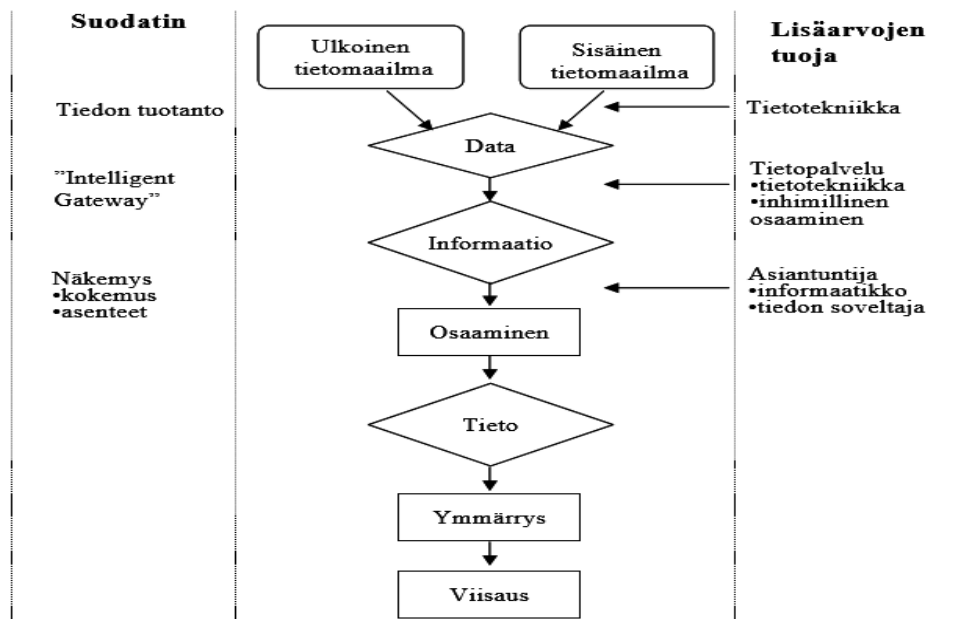 Suodatin
Ulkoinen
tietomaailma
Sisäinen
tietomaailma
Lisäarvojen
tuoja
Tiedon tuotanto
Tietotekniikka
Data
”Intelligent
Gateway”
Tietopalvelu
•tietotekniikka
•inhimillinen
osaaminen
Informaatio
Näkemys
•kokemus
•asenteet
Asiantuntija
•informaatikko
•tiedon soveltaja
Osaaminen
Tieto
Ymmärrys
Viisaus